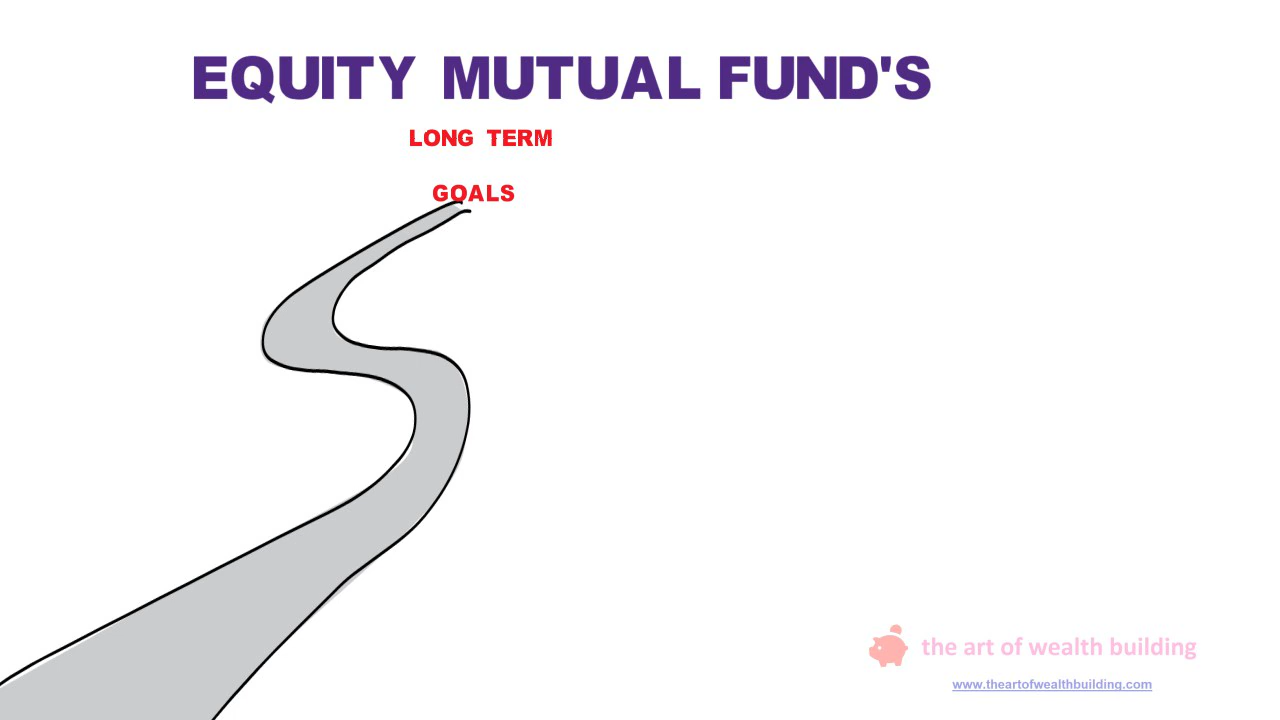 EQUITY MUTUAL FUND'S
LONG TERM
GOALS
the art of wealth building
www.theartofwealthbuilding.com